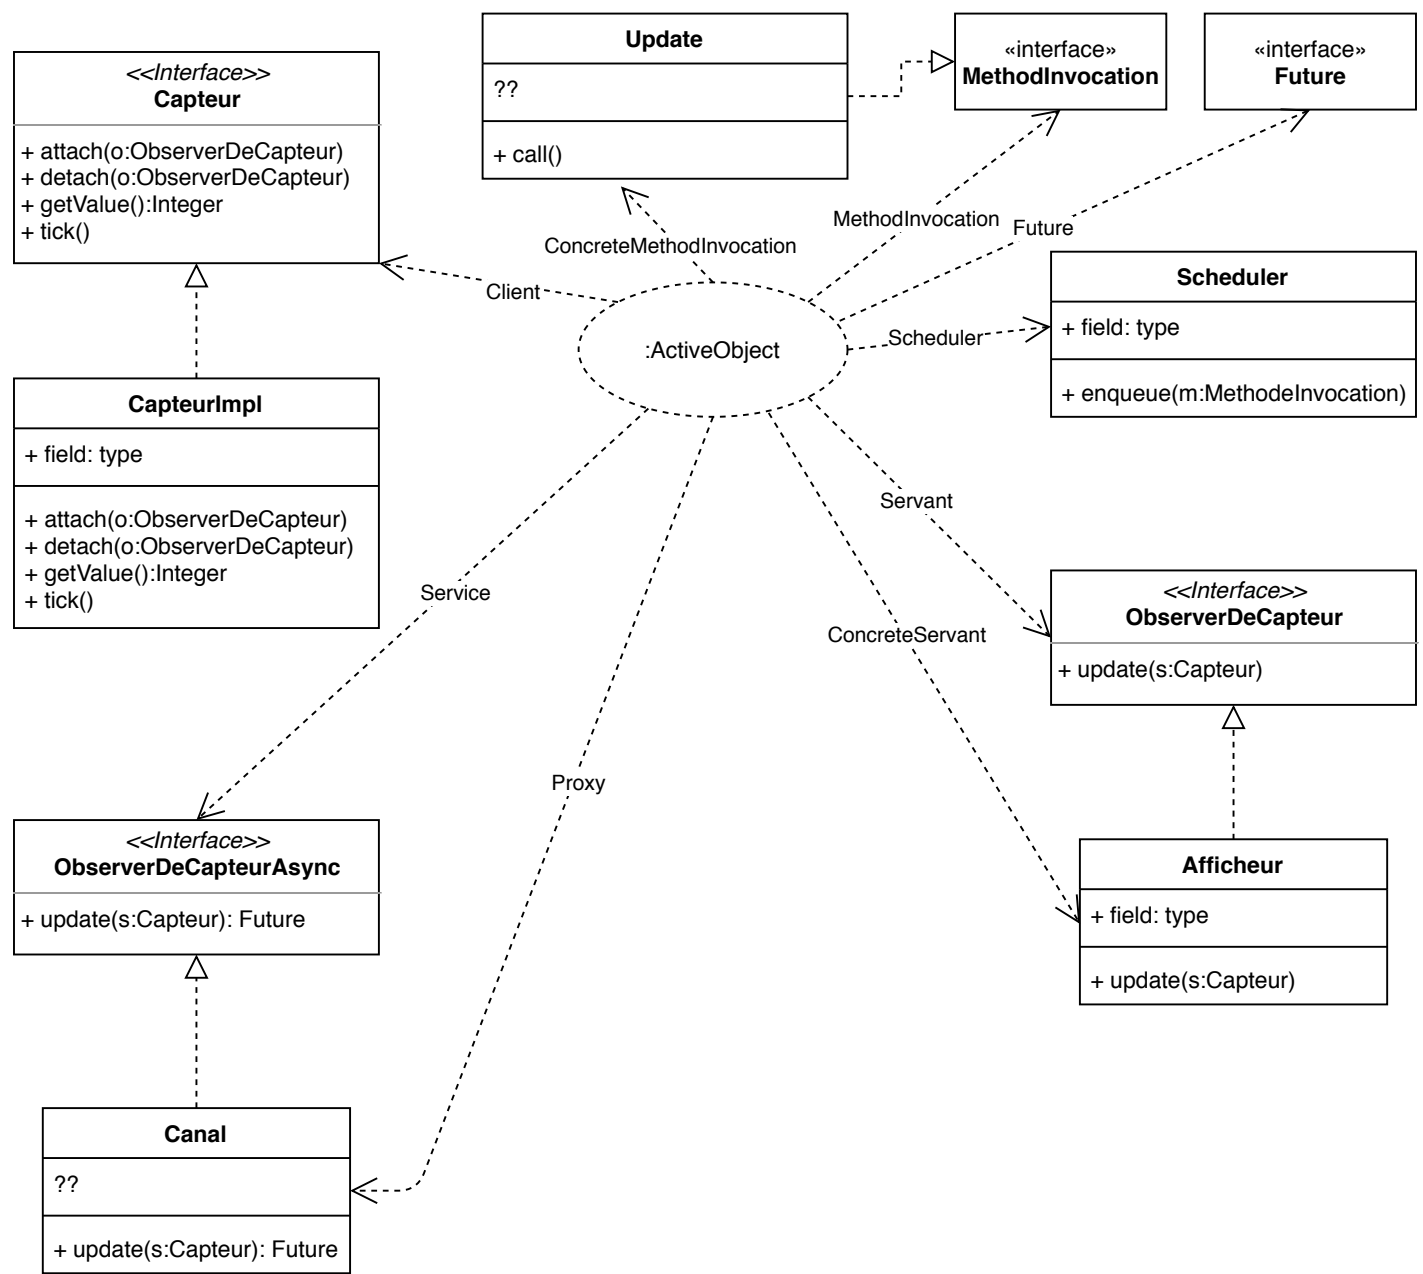 Update
??
+ call()
«interface»
MethodInvocation
«interface»
Future
<<Interface>>
Capteur
+ attach(o:ObserverDeCapteur)
+ detach(o:ObserverDeCapteur)
+ getValue():Integer
+ tick()
MethodInvocation
Future
ConcreteMethodInvocation
Client
:ActiveObject
Scheduler
Scheduler
+ field: type
+ enqueue(m:MethodeInvocation)
CapteurImpl
+ field: type
+ attach(o:ObserverDeCapteur)
+ detach(o:ObserverDeCapteur)
+ getValue():Integer
+ tick()
Servant
Service
ConcreteServant
<<Interface>>
ObserverDeCapteur
+ update(s:Capteur)
Proxy
<<Interface>>
ObserverDeCapteurAsync
+ update(s:Capteur): Future
Afficheur
+ field: type
+ update(s:Capteur)
Canal
??
+ update(s:Capteur): Future